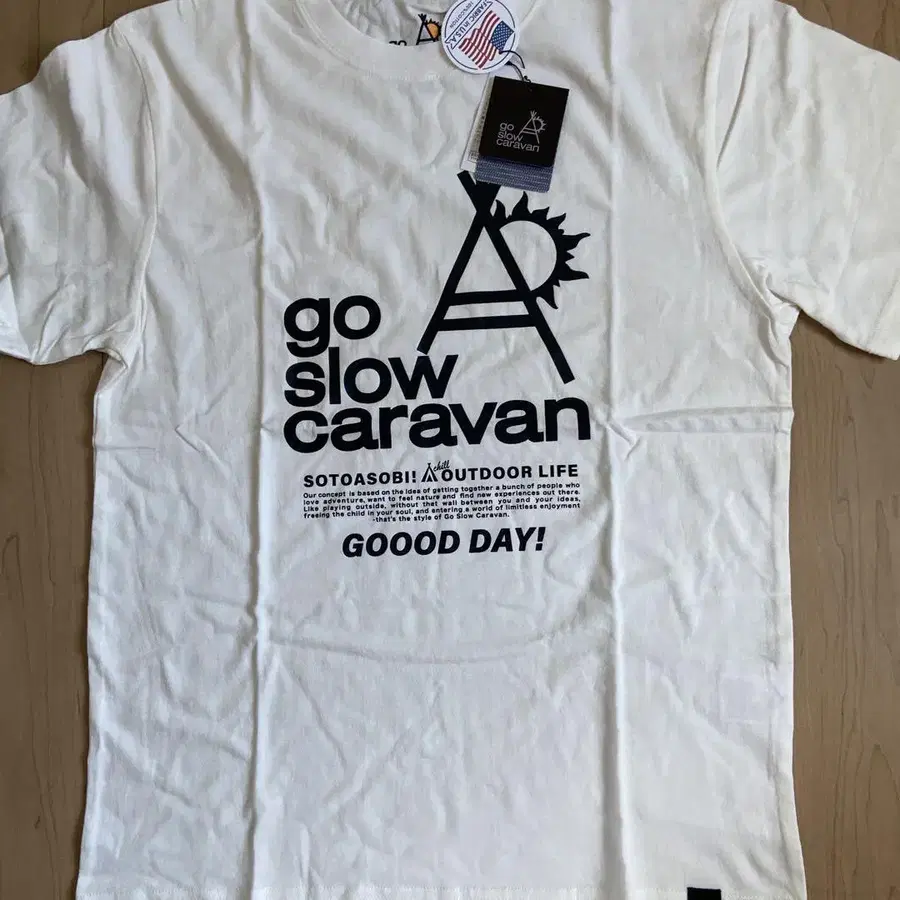 FABRIC IN U.S.A.
go
go
slow
caravan
go
slow
caravan
SOTOASOBI! chill OUTDOOR LIFE
Our concept is based on the idea of getting together a bunch of people who
love adventure, want to feel nature and find new experiences out there.
Like playing outside, without that wall between you and your ideas,
freeing the child in your soul, and entering a world of limitless enjoyment
-that's the style of Go Slow Caravan.
GOOOD DAY!